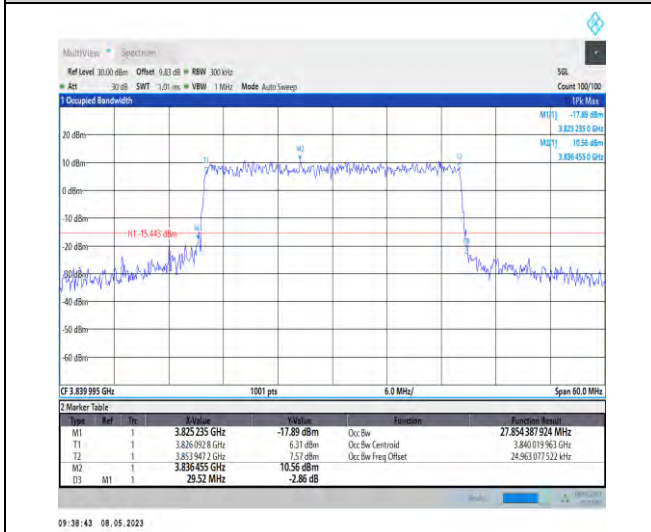 MultiView Spectrum
Ref Level 30.00 dBm Offset 9.83 dB RBW 300 kHz SGL
Att 30 dB SWT 1.01 ms VBW 1 MHz Mode Auto Sweep Count 100/100
1 Occupied Bandwidth 1Pk Max
M1[1] -17.89 dBm
3.825 235 0 GHz
M2[1] 10.56 dBm
3.836 455 0 GHz
20 dBm
10 dBm
T1 M2 T2
0 dBm
-10 dBm
M1
H1 -15.443 dBm
D3
-30 dBm
-40 dBm
-50 dBm
-60 dBm
CF 3.839 995 GHz 1001 pts 6.0 MHz/ Span 60.0 MHz
2 Marker Table
Type Ref Trc X-Value Y-Value Function Function Result
M1 1 3.825 235 GHz -17.89 dBm Occ Bw 27.854 387 924 MHz
T1 1 3.826 092 8 GHz 6.31 dBm Occ Bw Centroid 3.840 019 963 GHz
T2 1 3.853 947 2 GHz 7.57 dBm Occ Bw Freq Offset 24.963 077 522 kHz
M2 1 3.836 455 GHz 10.56 dBm
D3 M1 1 29.52 MHz -2.86 dB
09:38:43 08.05.2023